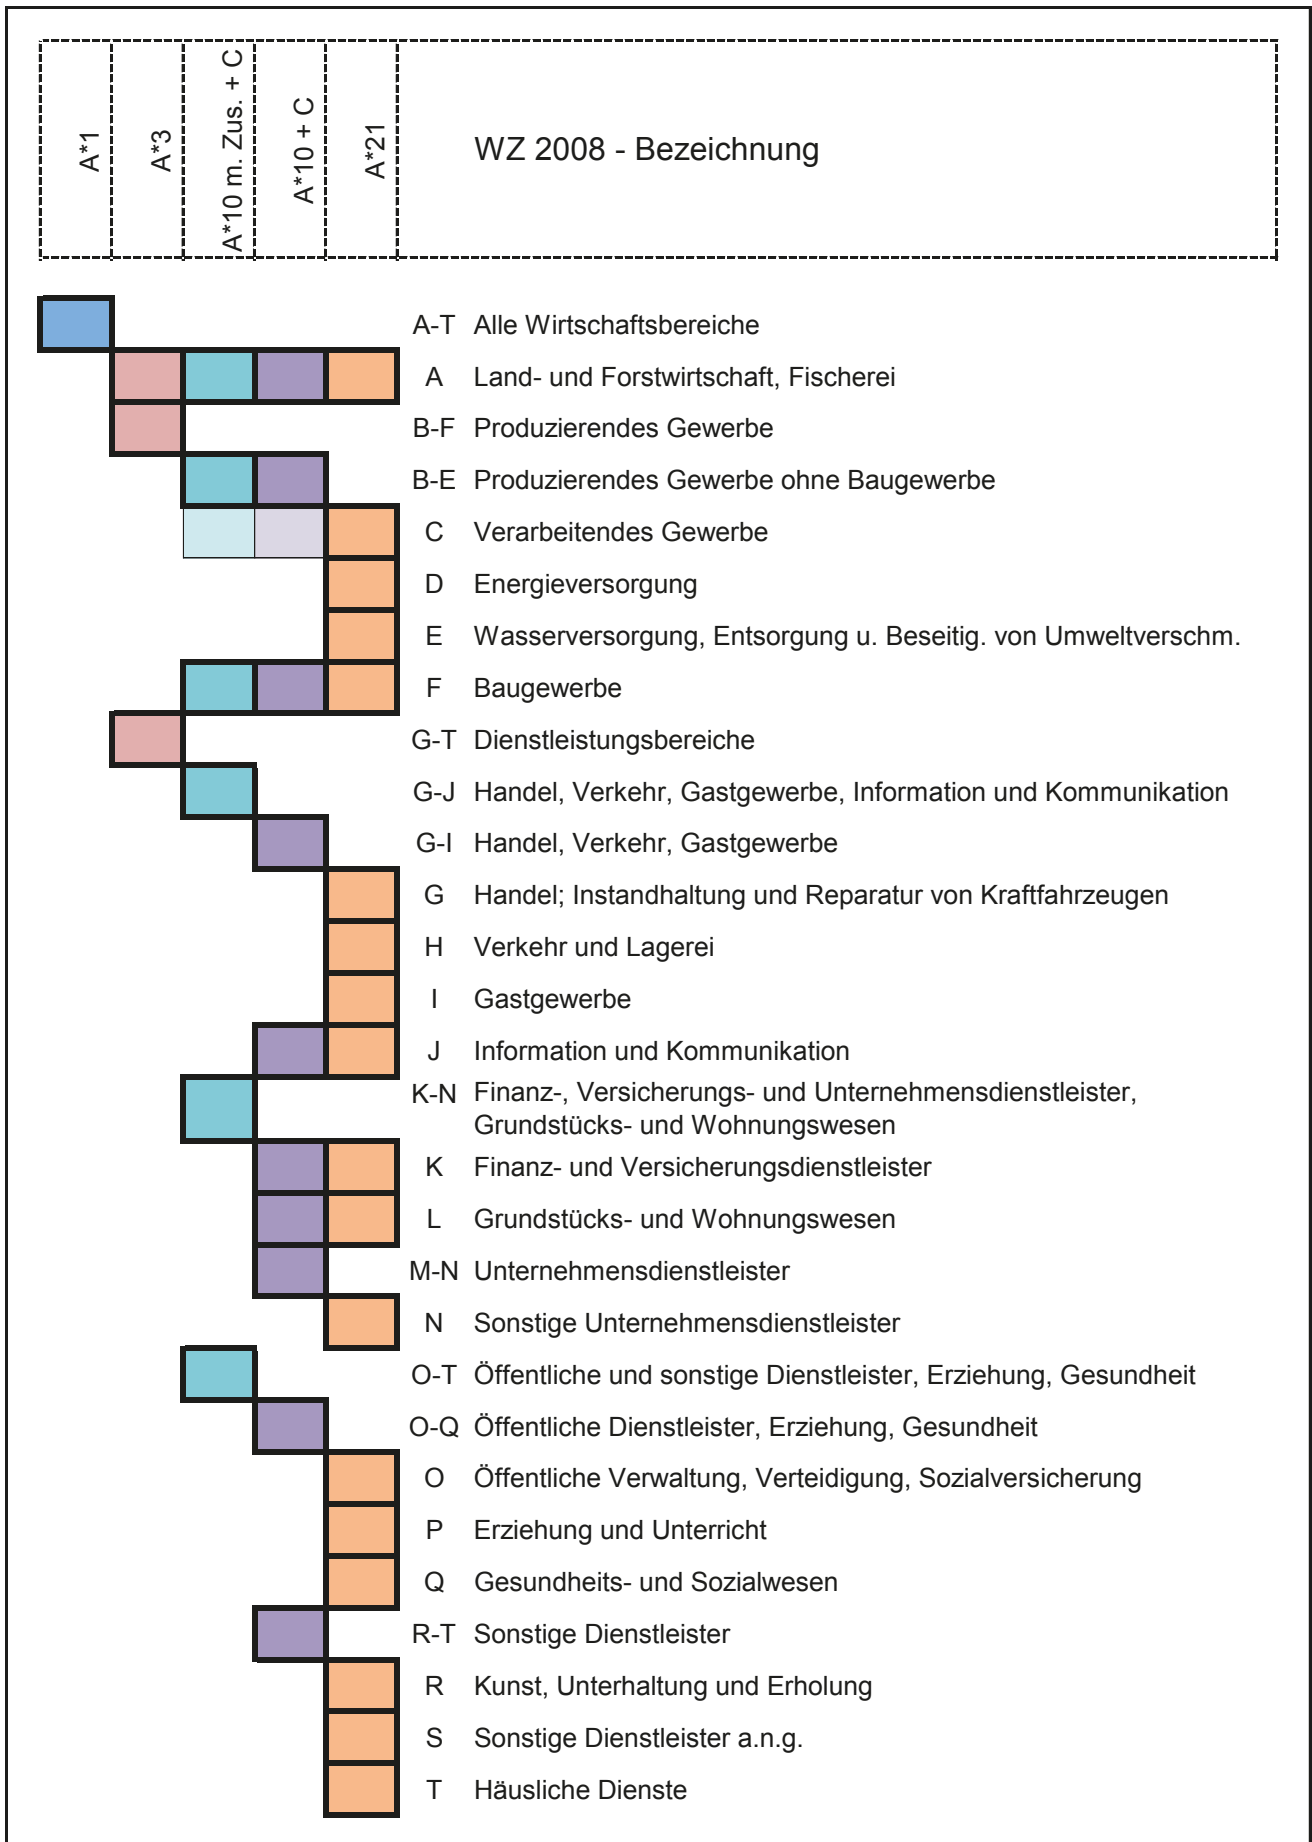 A*1
A*3
A*10 m. Zus. + C
A*10 + C
A*21
WZ 2008 - Bezeichnung
A-T Alle Wirtschaftsbereiche
A Land- und Forstwirtschaft, Fischerei
B-F Produzierendes Gewerbe
B-E Produzierendes Gewerbe ohne Baugewerbe
C Verarbeitendes Gewerbe
D Energieversorgung
E Wasserversorgung, Entsorgung u. Beseitig. von Umweltverschm.
F Baugewerbe
G-T Dienstleistungsbereiche
G-J Handel, Verkehr, Gastgewerbe, Information und Kommunikation
G-I Handel, Verkehr, Gastgewerbe
G Handel; Instandhaltung und Reparatur von Kraftfahrzeugen
H Verkehr und Lagerei
I Gastgewerbe
J Information und Kommunikation
K-N Finanz-, Versicherungs- und Unternehmensdienstleister,
Grundstücks- und Wohnungswesen
K Finanz- und Versicherungsdienstleister
L Grundstücks- und Wohnungswesen
M-N Unternehmensdienstleister
N Sonstige Unternehmensdienstleister
O-T Öffentliche und sonstige Dienstleister, Erziehung, Gesundheit
O-Q Öffentliche Dienstleister, Erziehung, Gesundheit
O Öffentliche Verwaltung, Verteidigung, Sozialversicherung
P Erziehung und Unterricht
Q Gesundheits- und Sozialwesen
R-T Sonstige Dienstleister
R Kunst, Unterhaltung und Erholung
S Sonstige Dienstleister a.n.g.
T Häusliche Dienste